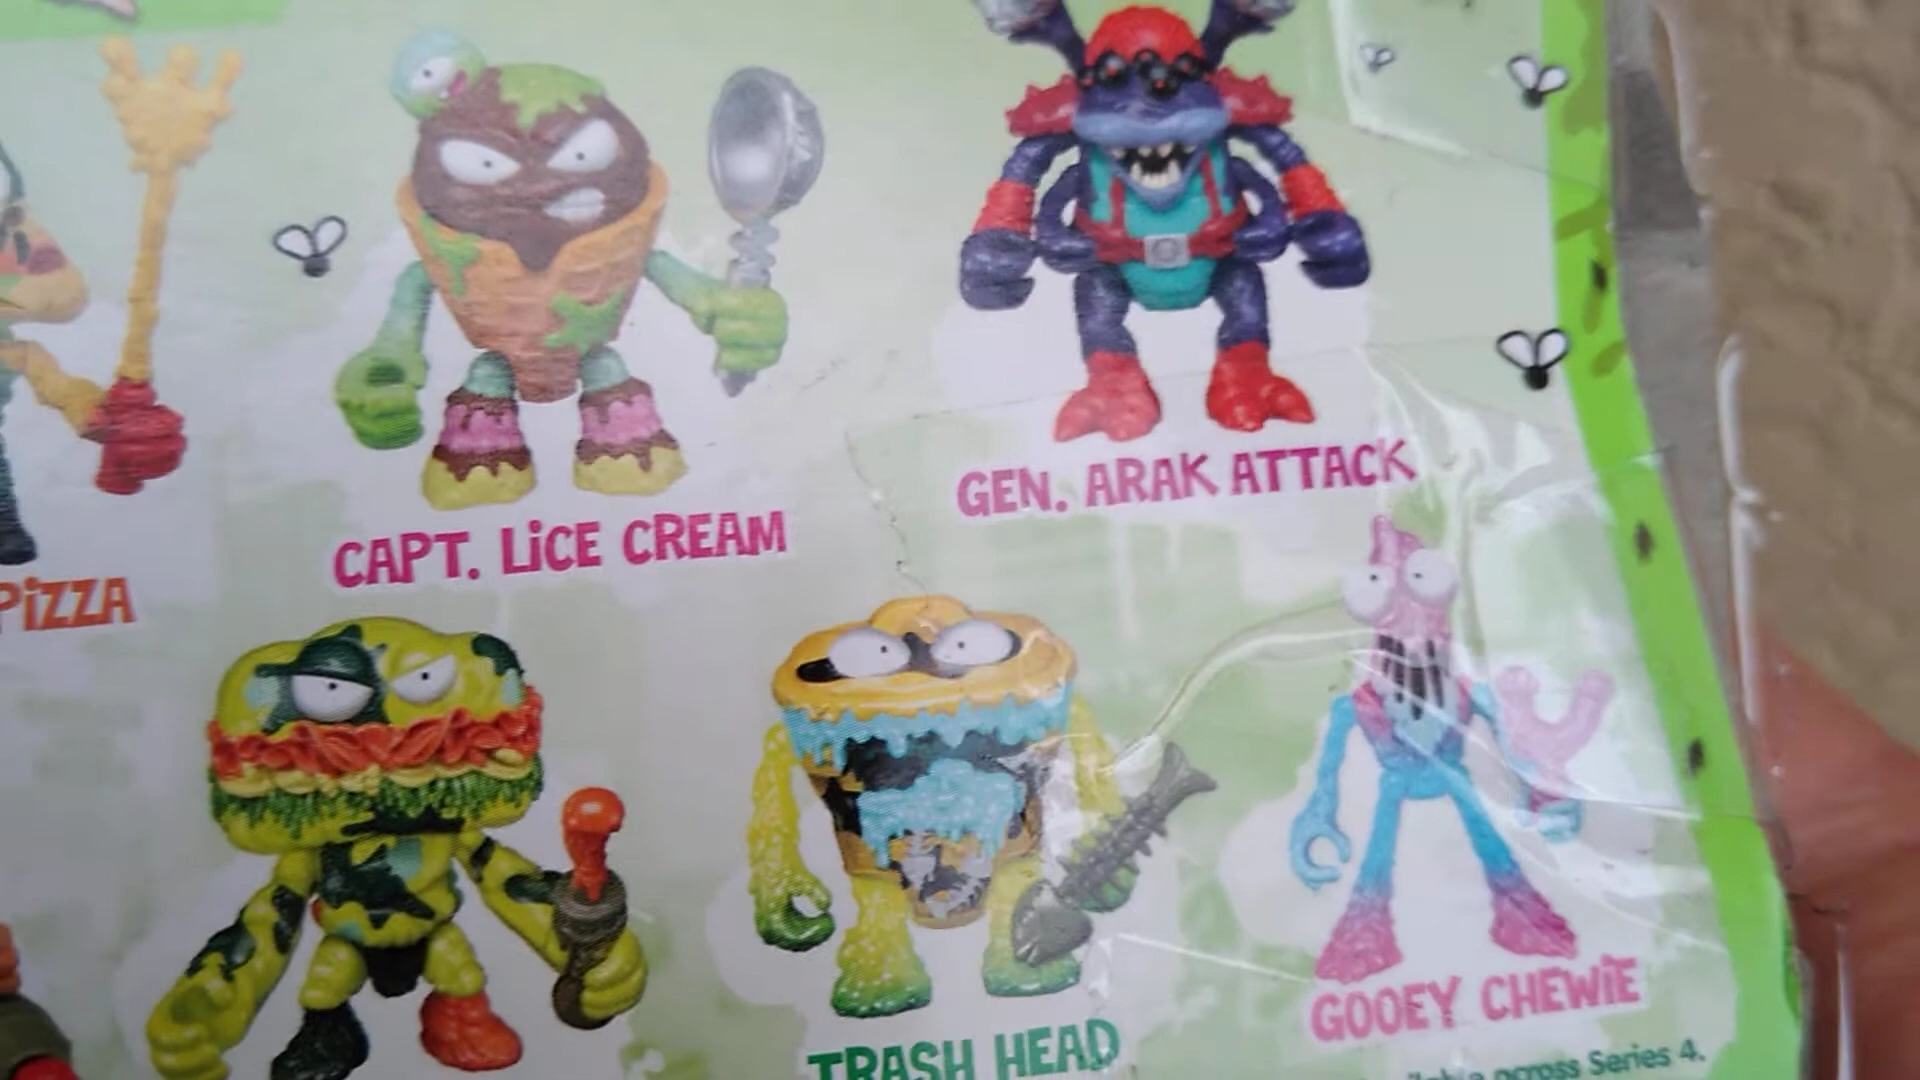 GEN. ARAK ATTACK
CAPT. LiCE CREAM
PiZZA
GOOEY CHEWiE
TRASH HEAD
across Series 4.